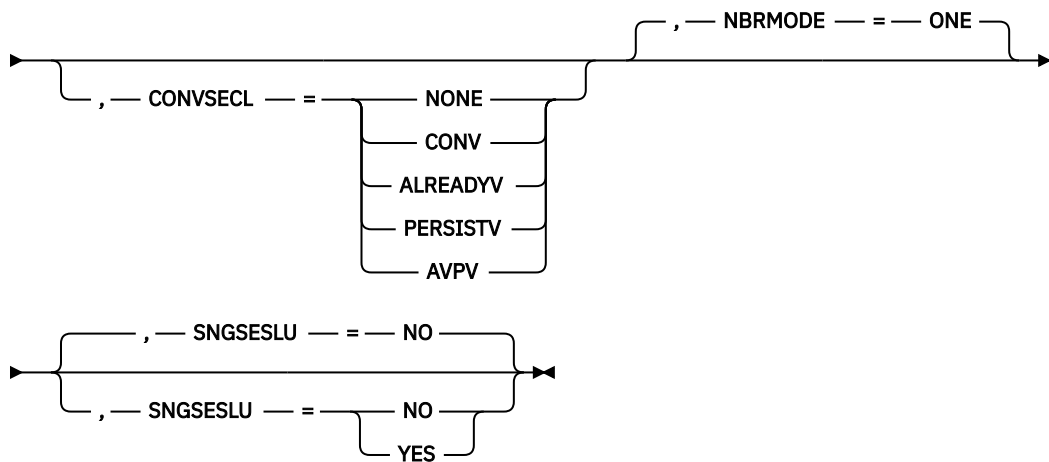 , NBRMODE = ONE
, CONVSECL = NONE
CONV
ALREADYV
PERSISTV
AVPV
, SNGSESLU = NO
, SNGSESLU = NO
YES